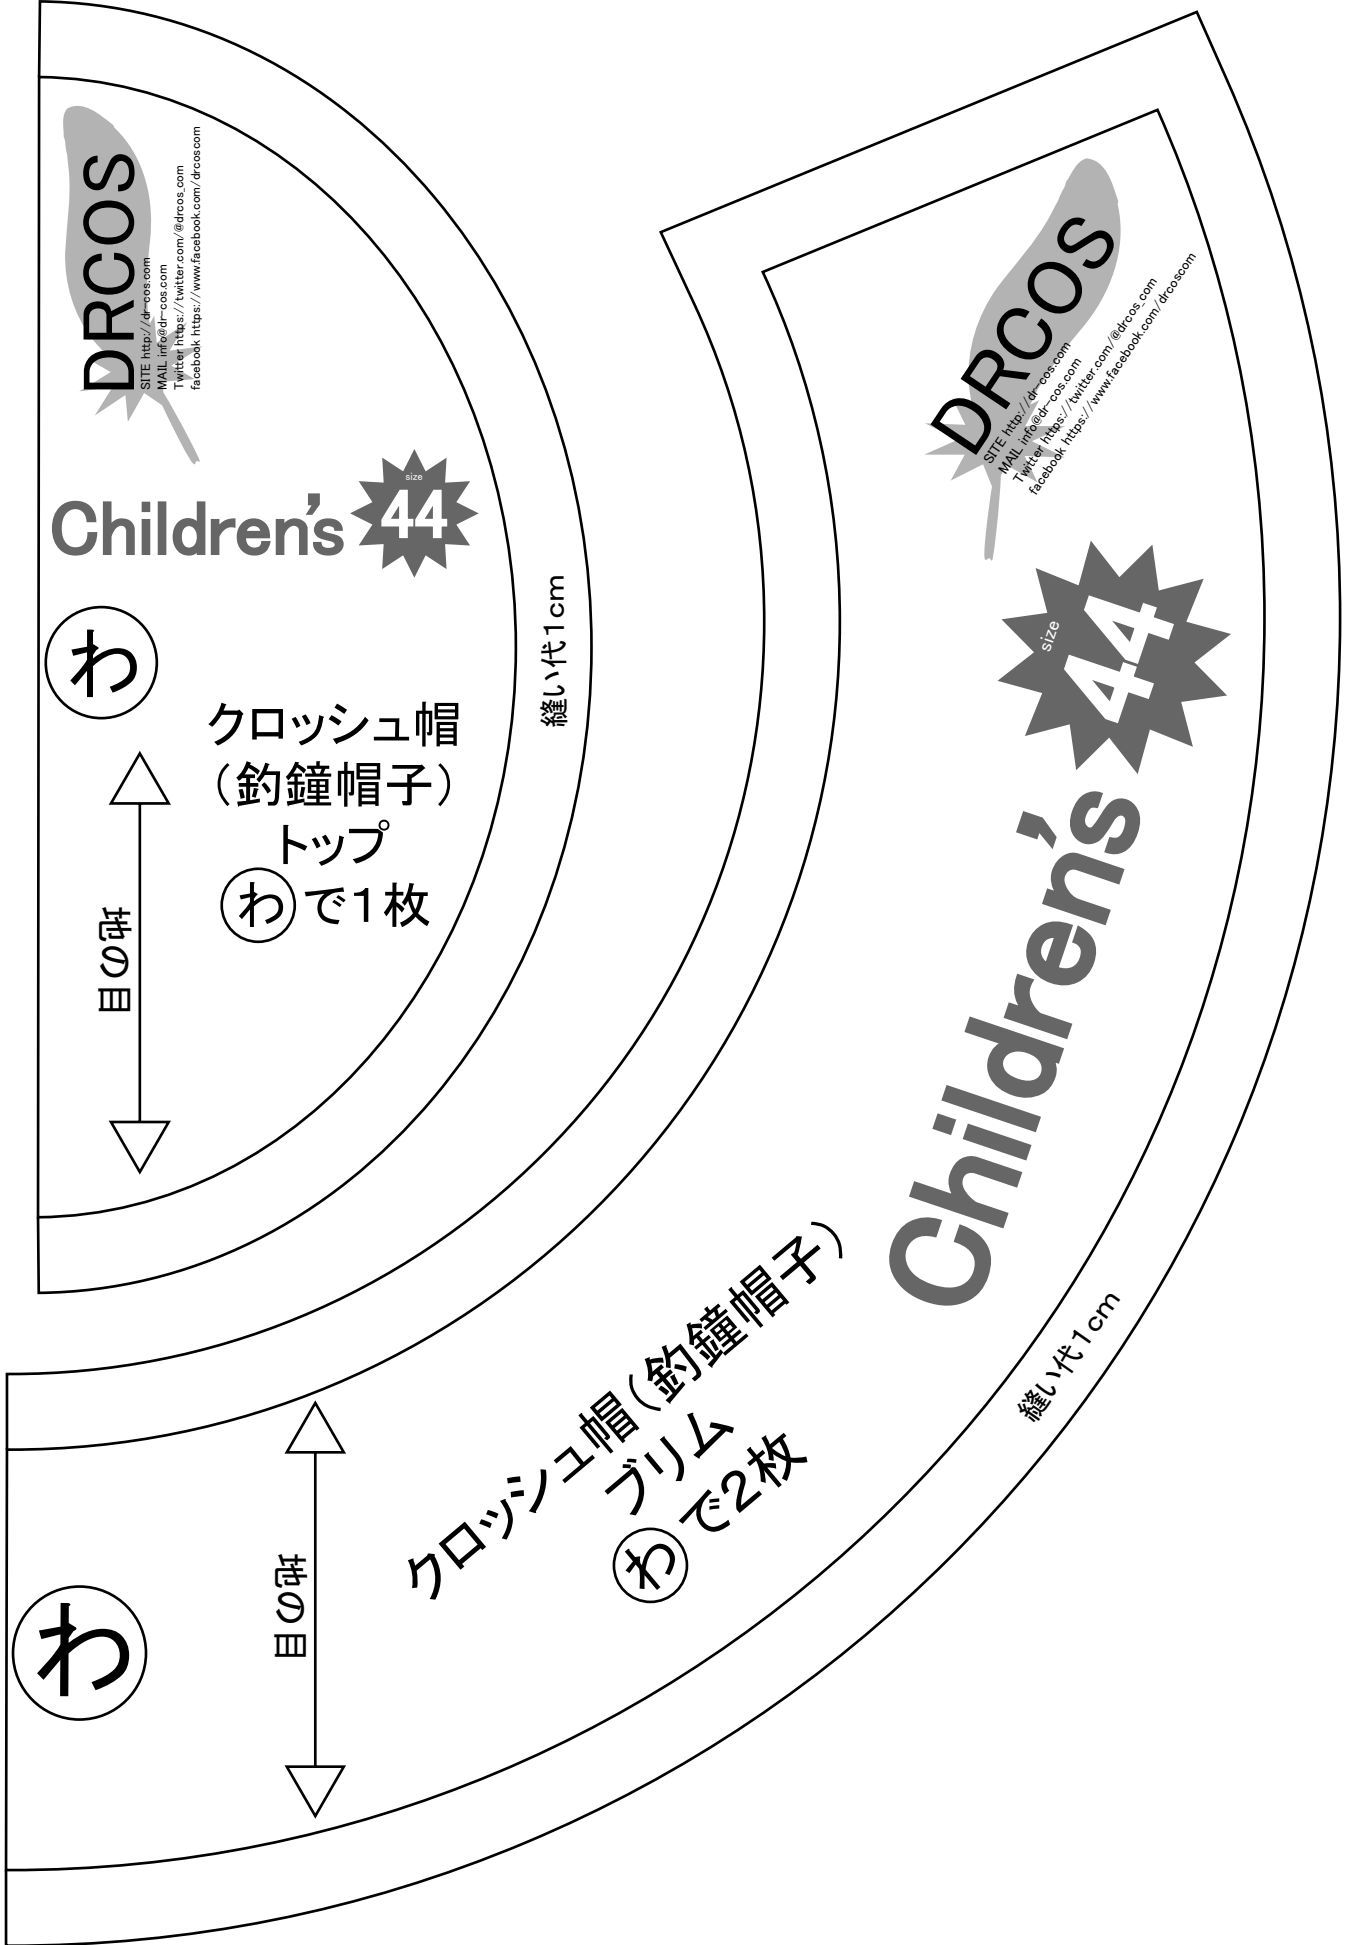 DRCOS
SITE http://dr-cos.com
MAIL info@dr-cos.com
Twitter https://twitter.com/@drcos_com
facebook https://www.facebook.com/drcoscom
Children's
size
44
わ
クロッシュ帽
（釣鐘帽子）
トップ
わで1枚
地の目
縫い代1cm
DRCOS
SITE http://dr-cos.com
MAIL info@dr-cos.com
Twitter https://twitter.com/@drcos_com
facebook https://www.facebook.com/drcoscom
size
44
Children's
クロッシュ帽（釣鐘帽子）
ブリム
わで2枚
地の目
わ
縫い代1cm